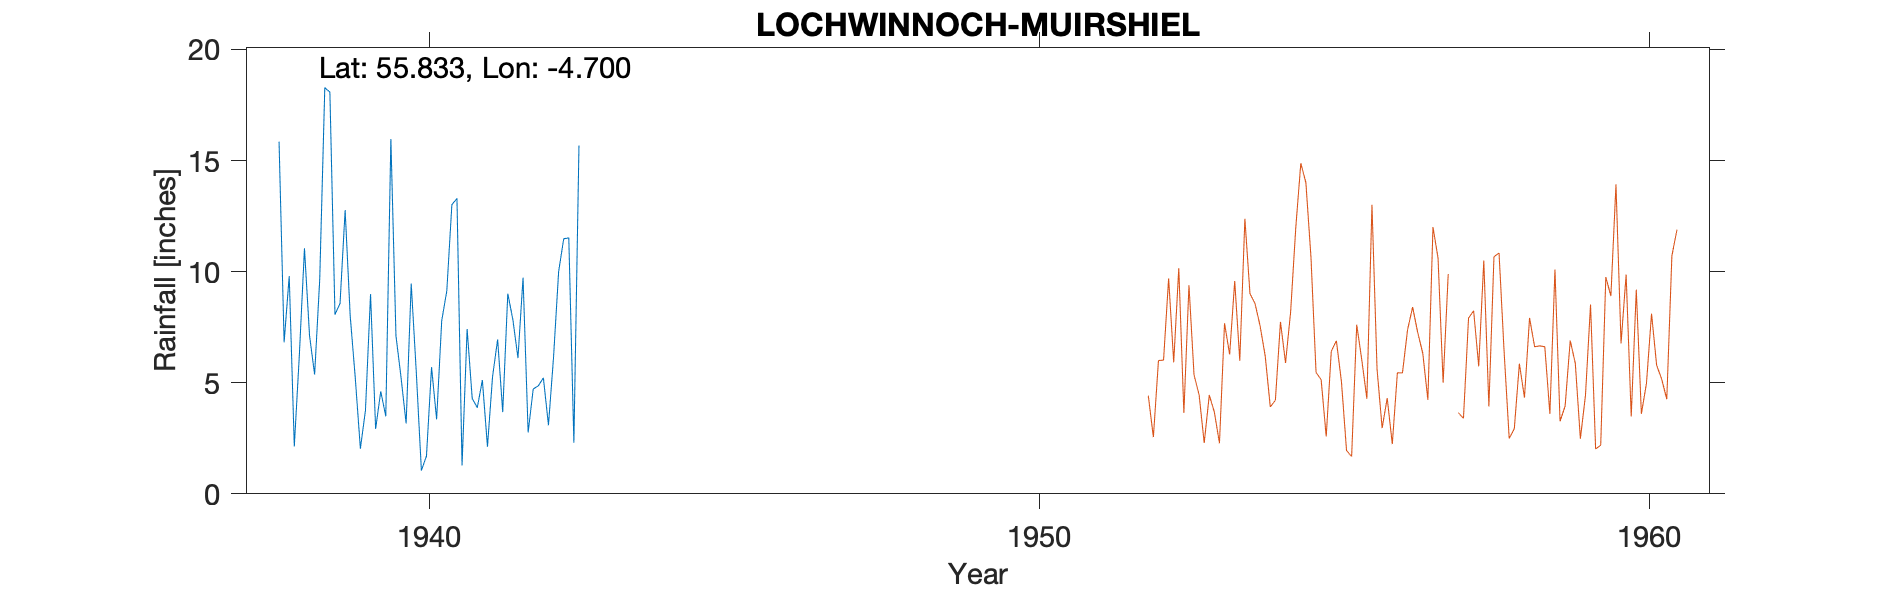 LOCHWINNOCH-MUIRSHIEL
Lat: 55.833, Lon: -4.700
20
15
10
5
0
Rainfall [inches]
1940
1950
1960
Year